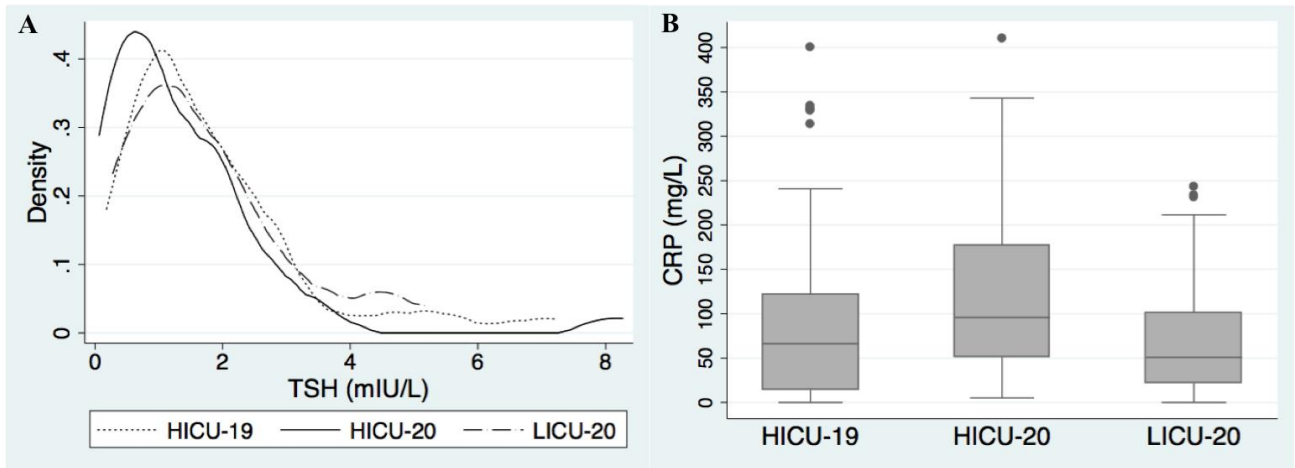 A
Density
0
.1
.2
.3
.4
0 2 4 6 8
TSH (mIU/L)
HICU-19 HICU-20 LICU-20
B
CRP (mg/L)
0
50
100
150
200
250
300
350
400
HICU-19 HICU-20 LICU-20